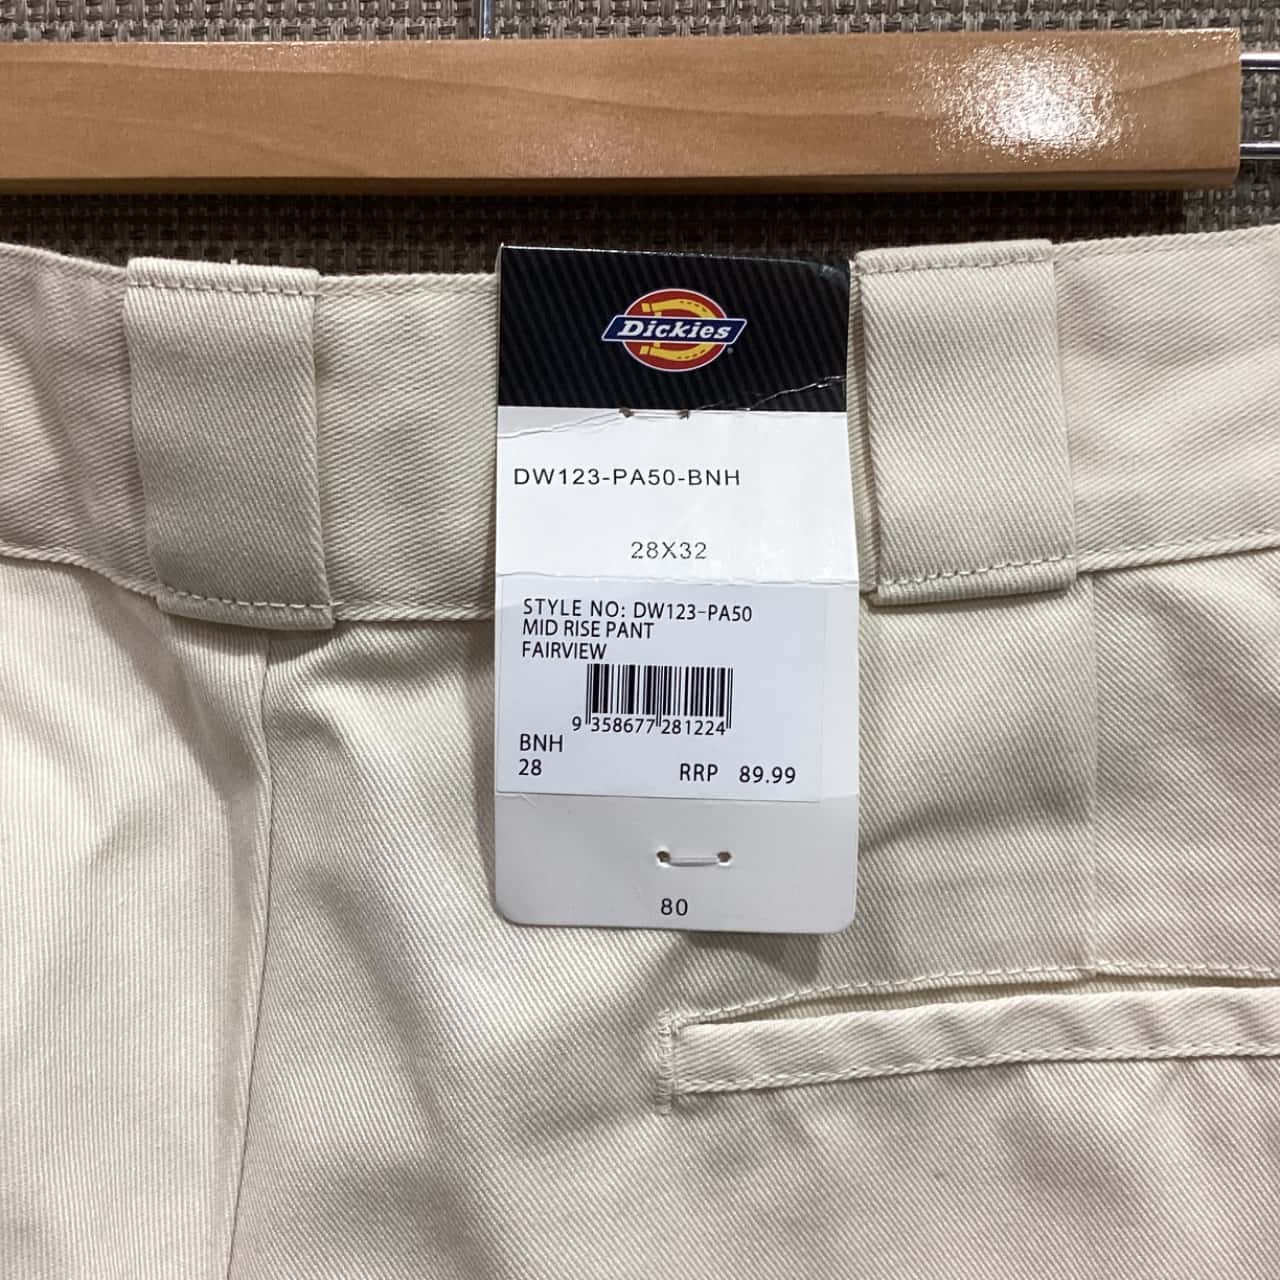 Dickies
DW123-PA50-BNH
28X32
STYLE NO: DW123-PA50
MID RISE PANT
FAIRVIEW
9 358677 281224
BNH
28 RRP 89.99
80